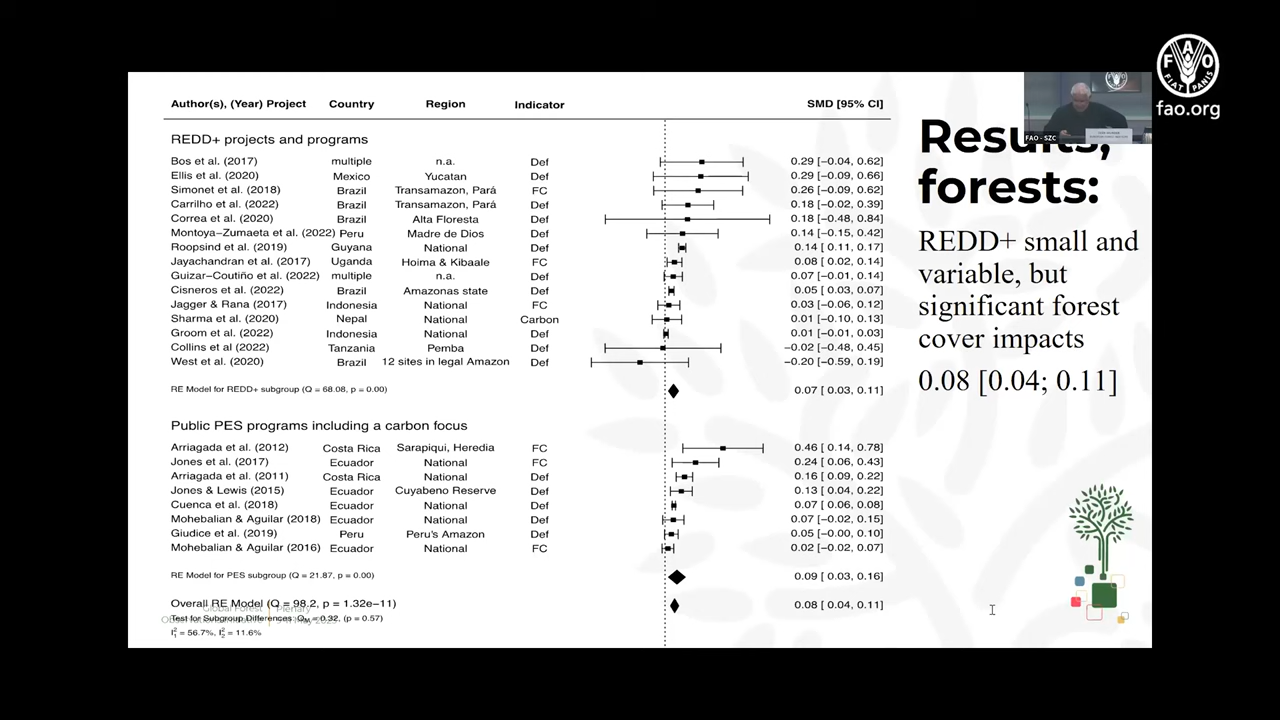 Author(s), (Year) Project Country Region Indicator SMD [95% CI]
REDD+ projects and programs
Bos et al. (2017) multiple n.a. Def 0.29 [−0.04, 0.62]
Ellis et al. (2020) Mexico Yucatan Def 0.29 [−0.09, 0.66]
Simonet et al. (2018) Brazil Transamazon, Pará FC 0.26 [−0.09, 0.62]
Carrilho et al. (2022) Brazil Transamazon, Pará Def 0.18 [−0.02, 0.39]
Correa et al. (2020) Brazil Alta Floresta Def 0.18 [−0.48, 0.84]
Montoya−Zumaeta et al. (2022) Peru Madre de Dios Def 0.14 [−0.15, 0.42]
Roopsind et al. (2019) Guyana National Def 0.14 [ 0.11, 0.17]
Jayachandran et al. (2017) Uganda Hoima & Kibaale FC 0.08 [ 0.02, 0.14]
Guizar−Coutiño et al. (2022) multiple n.a. Def 0.07 [−0.01, 0.14]
Cisneros et al. (2022) Brazil Amazonas state Def 0.05 [ 0.03, 0.07]
Jagger & Rana (2017) Indonesia National FC 0.03 [−0.06, 0.12]
Sharma et al. (2020) Nepal National Carbon 0.01 [−0.10, 0.13]
Groom et al. (2022) Indonesia National Def 0.01 [−0.01, 0.03]
Collins et al (2022) Tanzania Pemba Def −0.02 [−0.48, 0.45]
West et al. (2020) Brazil 12 sites in legal Amazon Def −0.20 [−0.59, 0.19]
RE Model for REDD+ subgroup (Q = 68.08, p = 0.00) 0.07 [ 0.03, 0.11]
Public PES programs including a carbon focus
Arriagada et al. (2012) Costa Rica Sarapiqui, Heredia FC 0.46 [ 0.14, 0.78]
Jones et al. (2017) Ecuador National FC 0.24 [ 0.06, 0.43]
Arriagada et al. (2011) Costa Rica National Def 0.16 [ 0.09, 0.22]
Jones & Lewis (2015) Ecuador Cuyabeno Reserve Def 0.13 [ 0.04, 0.22]
Cuenca et al. (2018) Ecuador National Def 0.07 [ 0.06, 0.08]
Mohebalian & Aguilar (2018) Ecuador National Def 0.07 [−0.02, 0.15]
Giudice et al. (2019) Peru Peru's Amazon Def 0.05 [−0.00, 0.10]
Mohebalian & Aguilar (2016) Ecuador National FC 0.02 [−0.02, 0.07]
RE Model for PES subgroup (Q = 21.87, p = 0.00) 0.09 [ 0.03, 0.16]
Overall RE Model (Q = 98.2, p = 1.32e−11) 0.08 [ 0.04, 0.11]
Global Forest Plenary
Test for Subgroup Differences: QM = 0.32, (p = 0.57)
I²1 = 56.7%, I²2 = 11.6%
Results,
forests:
REDD+ small and
variable, but
significant forest
cover impacts
0.08 [0.04; 0.11]
FAO - SZC
FAO
FIAT PANIS
fao.org